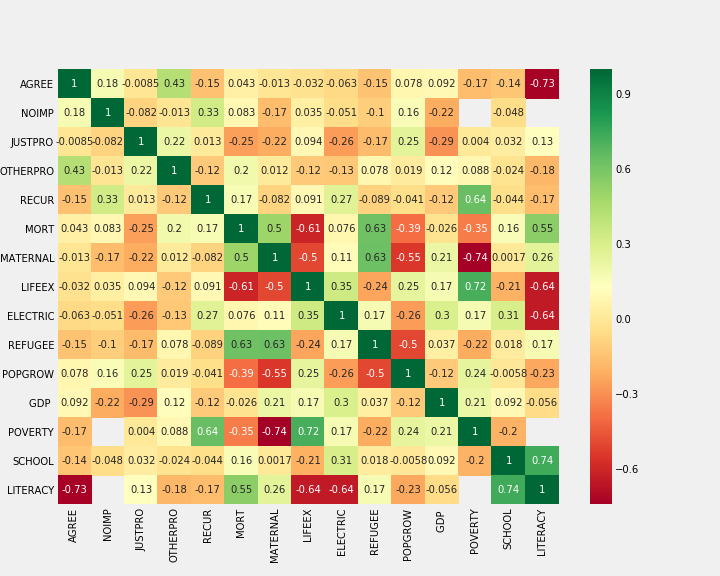 AGREE 1 0.18 -0.0085 0.43 -0.15 0.043 -0.013 -0.032 -0.063 -0.15 0.078 0.092 -0.17 -0.14 -0.73
NOIMP 0.18 1 -0.082 -0.013 0.33 0.083 -0.17 0.035 -0.051 -0.1 0.16 -0.22 -0.048
JUSTPRO -0.0085 -0.082 1 0.22 0.013 -0.25 -0.22 0.094 -0.26 -0.17 0.25 -0.29 0.004 0.032 0.13
OTHERPRO 0.43 -0.013 0.22 1 -0.12 0.2 0.012 -0.12 -0.13 0.078 0.019 0.12 0.088 -0.024 -0.18
RECUR -0.15 0.33 0.013 -0.12 1 0.17 -0.082 0.091 0.27 -0.089 -0.041 -0.12 0.64 -0.044 -0.17
MORT 0.043 0.083 -0.25 0.2 0.17 1 0.5 -0.61 0.076 0.63 -0.39 -0.026 -0.35 0.16 0.55
MATERNAL -0.013 -0.17 -0.22 0.012 -0.082 0.5 1 -0.5 0.11 0.63 -0.55 0.21 -0.74 0.0017 0.26
LIFEEX -0.032 0.035 0.094 -0.12 0.091 -0.61 -0.5 1 0.35 -0.24 0.25 0.17 0.72 -0.21 -0.64
ELECTRIC -0.063 -0.051 -0.26 -0.13 0.27 0.076 0.11 0.35 1 0.17 -0.26 0.3 0.17 0.31 -0.64
REFUGEE -0.15 -0.1 -0.17 0.078 -0.089 0.63 0.63 -0.24 0.17 1 -0.5 0.037 -0.22 0.018 0.17
POPGROW 0.078 0.16 0.25 0.019 -0.041 -0.39 -0.55 0.25 -0.26 -0.5 1 -0.12 0.24 -0.0058 -0.23
GDP 0.092 -0.22 -0.29 0.12 -0.12 -0.026 0.21 0.17 0.3 0.037 -0.12 1 0.21 0.092 -0.056
POVERTY -0.17 0.004 0.088 0.64 -0.35 -0.74 0.72 0.17 -0.22 0.24 0.21 1 -0.2
SCHOOL -0.14 -0.048 0.032 -0.024 -0.044 0.16 0.0017 -0.21 0.31 0.018 -0.0058 0.092 -0.2 1 0.74
LITERACY -0.73 0.13 -0.18 -0.17 0.55 0.26 -0.64 -0.64 0.17 -0.23 -0.056 0.74 1
AGREE NOIMP JUSTPRO OTHERPRO RECUR MORT MATERNAL LIFEEX ELECTRIC REFUGEE POPGROW GDP POVERTY SCHOOL LITERACY
0.9
0.6
0.3
0.0
−0.3
−0.6